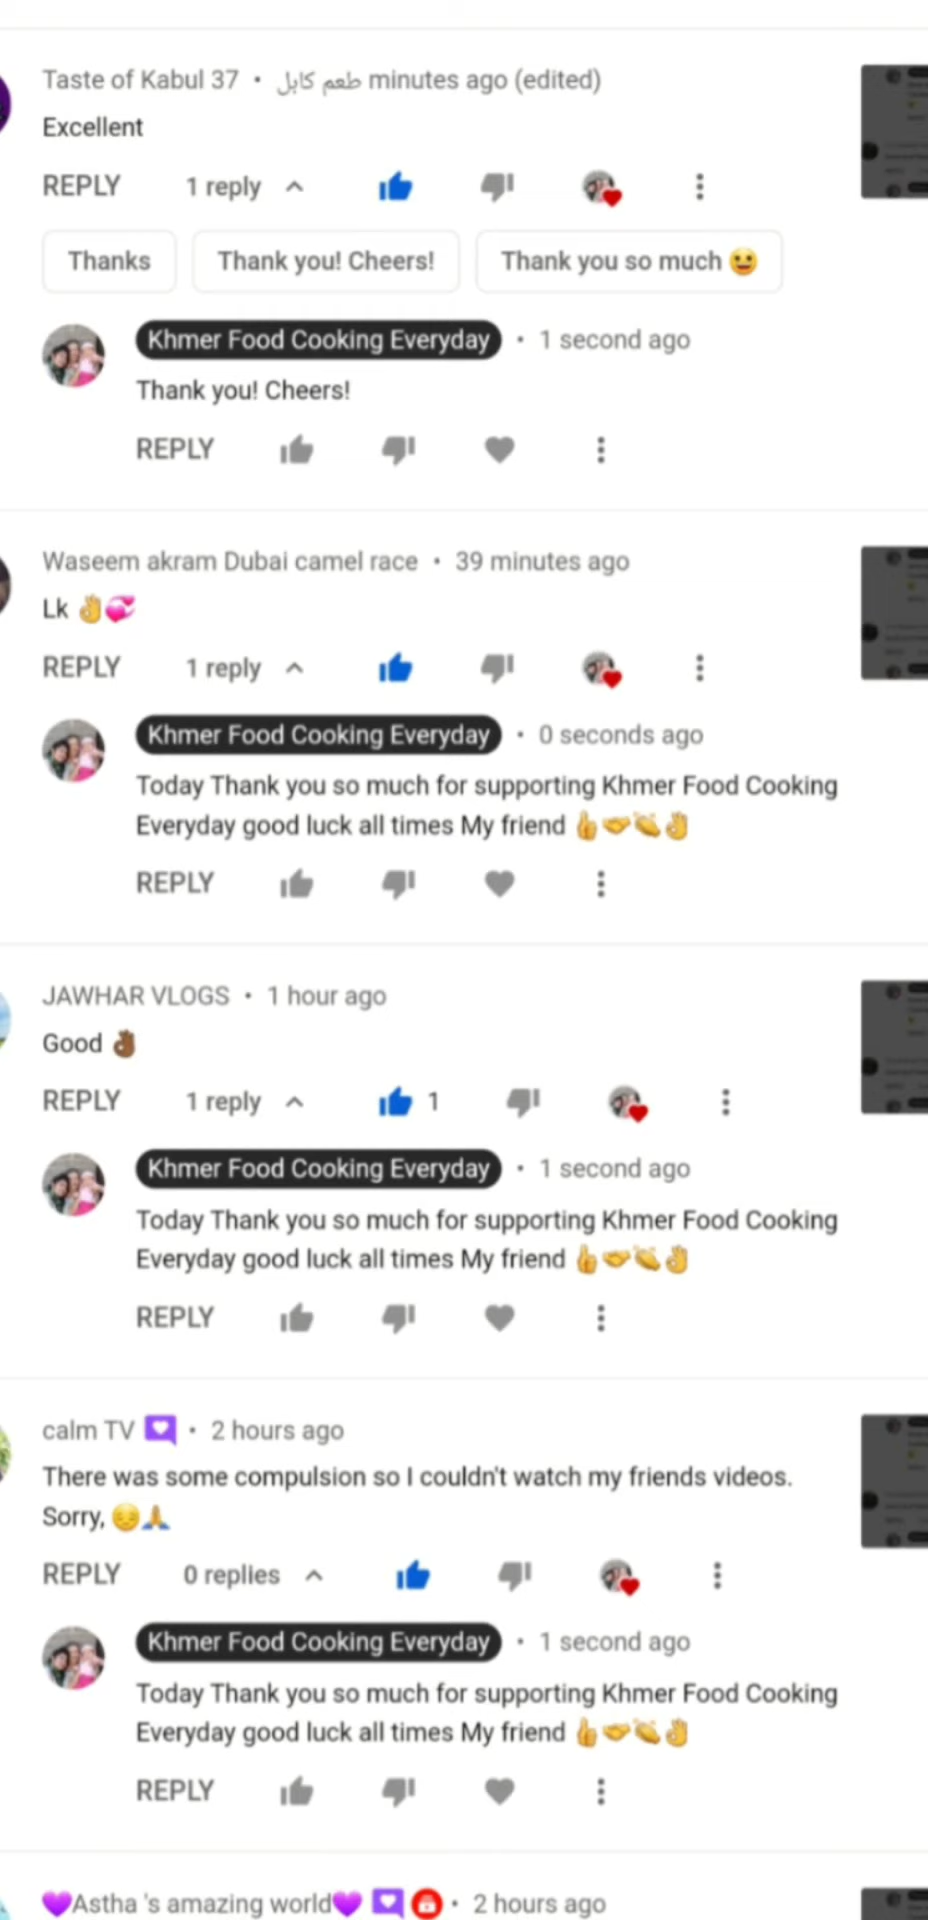 Taste of Kabul 37 • طعم کابل minutes ago (edited)
Excellent
REPLY 1 reply
Thanks Thank you! Cheers! Thank you so much 😀
Khmer Food Cooking Everyday • 1 second ago
Thank you! Cheers!
REPLY
Waseem akram Dubai camel race • 39 minutes ago
Lk 👌💞
REPLY 1 reply
Khmer Food Cooking Everyday • 0 seconds ago
Today Thank you so much for supporting Khmer Food Cooking
Everyday good luck all times My friend 👍🤝👏👌
REPLY
JAWHAR VLOGS • 1 hour ago
Good 👌🏾
REPLY 1 reply 1
Khmer Food Cooking Everyday • 1 second ago
Today Thank you so much for supporting Khmer Food Cooking
Everyday good luck all times My friend 👍🤝👏👌
REPLY
calm TV • 2 hours ago
There was some compulsion so I couldn't watch my friends videos.
Sorry, 😔🙏
REPLY 0 replies
Khmer Food Cooking Everyday • 1 second ago
Today Thank you so much for supporting Khmer Food Cooking
Everyday good luck all times My friend 👍🤝👏👌
REPLY
💜Astha 's amazing world💜 • 2 hours ago